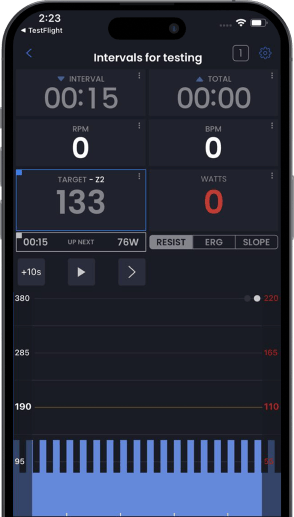 2:23
◄ TestFlight
Intervals for testing
1
INTERVAL
00:15
TOTAL
00:00
RPM
0
BPM
0
TARGET - Z2
133
WATTS
0
00:15 UP NEXT 76W
RESIST ERG SLOPE
+10s
380 220
285 165
190 110
95